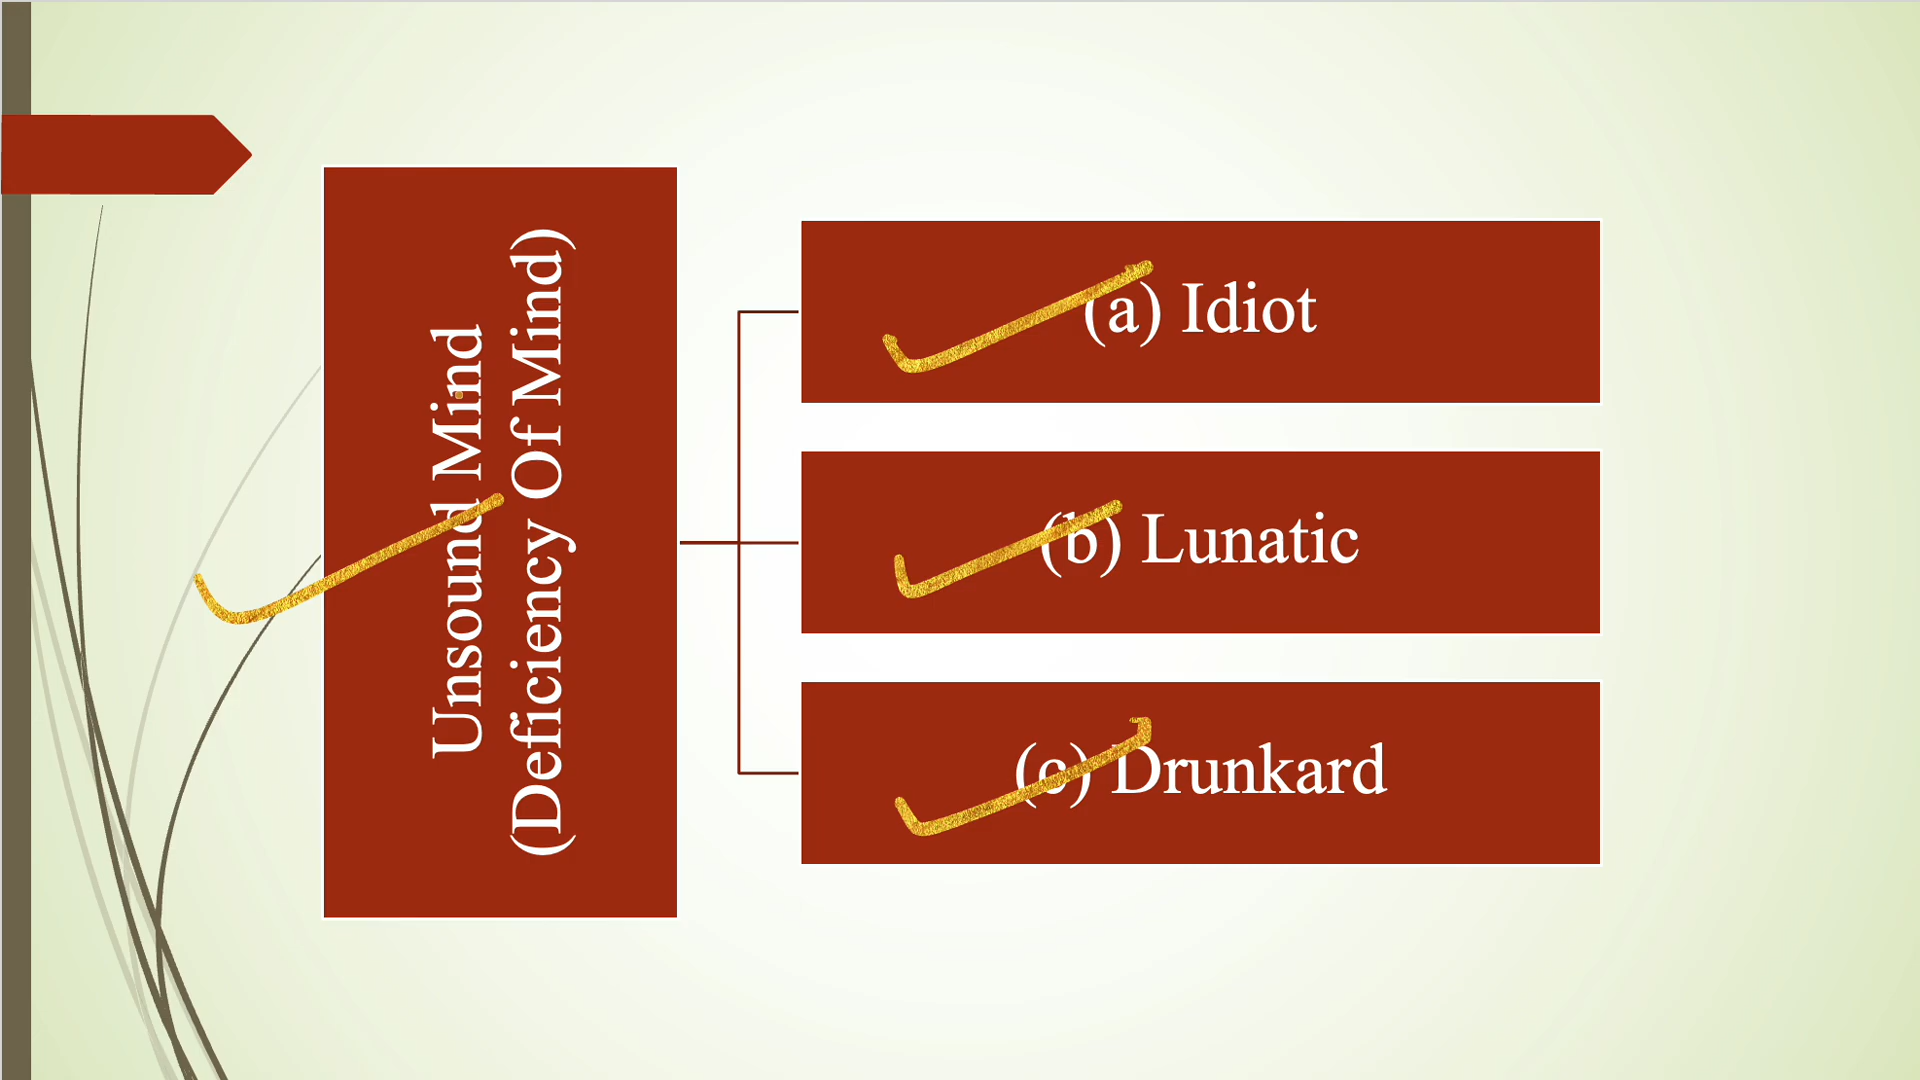 Unsound Mind
(Deficiency Of Mind)
(a) Idiot
(b) Lunatic
(c) Drunkard